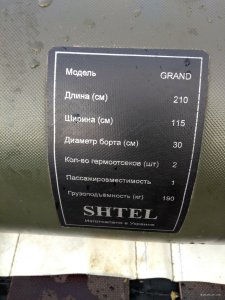 Модель GRAND
Длина (см) 210
Ширина (см) 115
Диаметр борта (см) 30
Кол-во гермоотсеков (шт) 2
Пассажировместимость 1
Грузоподъёмность (кг) 190
SHTEL
Изготовлено в Украине